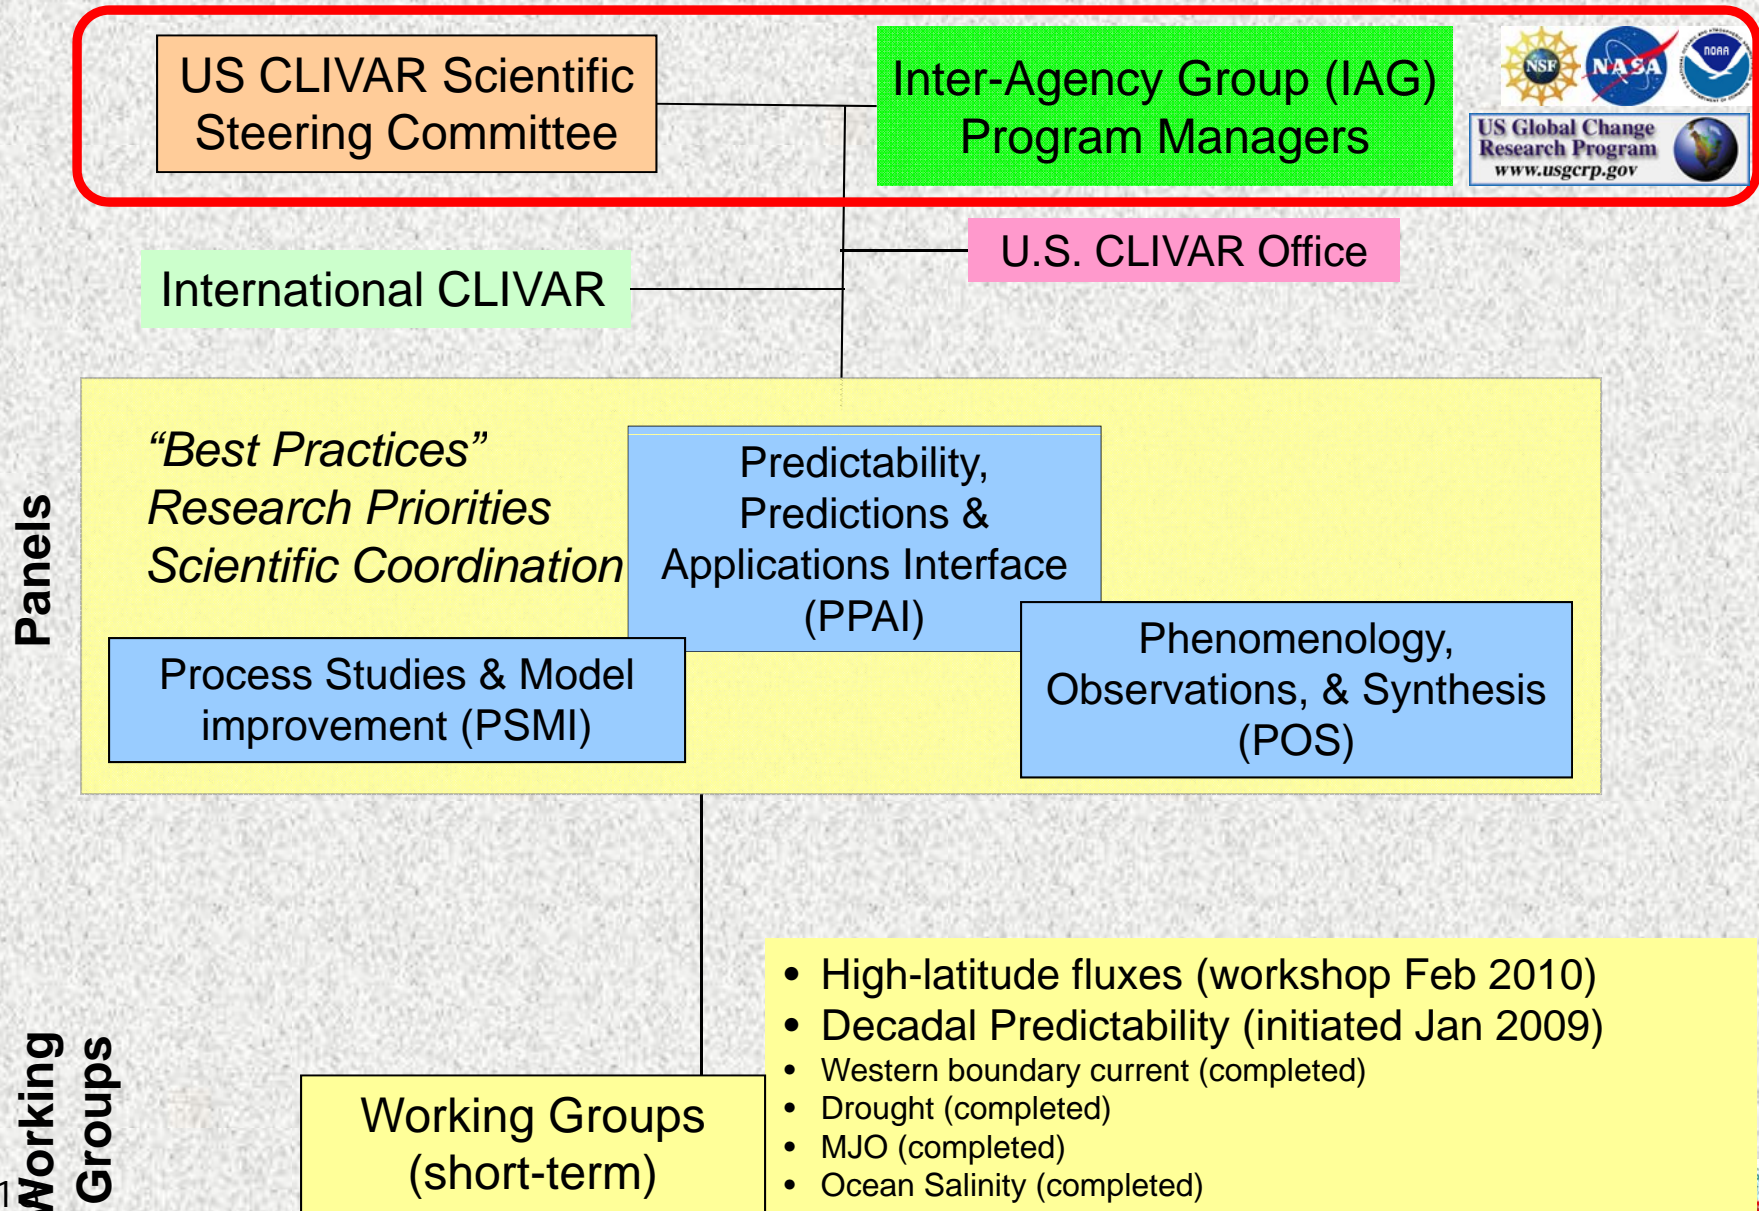 US CLIVAR Scientific
Steering Committee
Inter-Agency Group (IAG)
Program Managers
NSF
NASA
NOAA
US Global Change
Research Program
www.usgcrp.gov
U.S. CLIVAR Office
International CLIVAR
Panels
“Best Practices”
Research Priorities
Scientific Coordination
Predictability,
Predictions &
Applications Interface
(PPAI)
Process Studies & Model
improvement (PSMI)
Phenomenology,
Observations, & Synthesis
(POS)
Working
Groups
Working Groups
(short-term)
• High-latitude fluxes (workshop Feb 2010)
• Decadal Predictability (initiated Jan 2009)
• Western boundary current (completed)
• Drought (completed)
• MJO (completed)
• Ocean Salinity (completed)